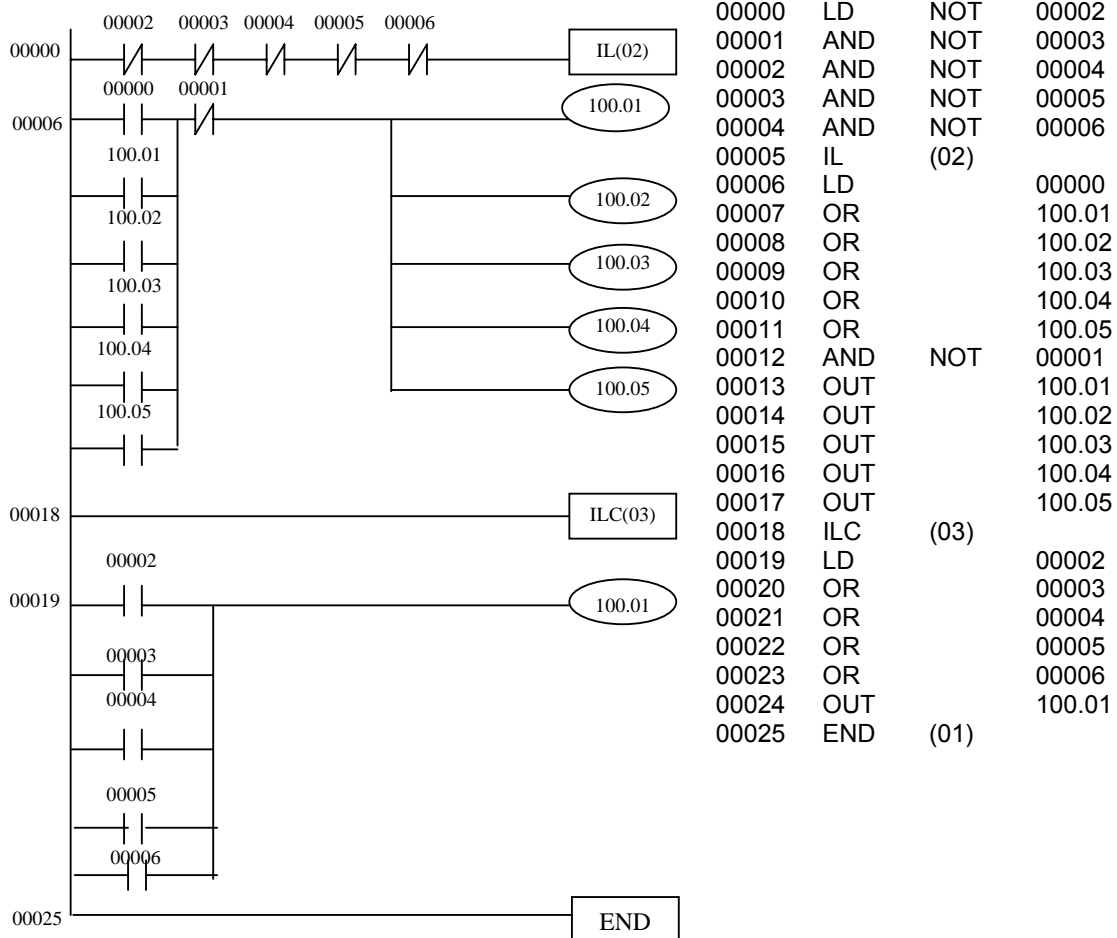 00002 00003 00004 00005 00006
00000 IL(02)
00000 00001
00006 100.01
100.01
100.02
100.02
100.03
100.03
100.04
100.04
100.05
100.05
00018 ILC(03)
00002
00019 100.01
00003
00004
00005
00006
00025 END
00000 LD NOT 00002
00001 AND NOT 00003
00002 AND NOT 00004
00003 AND NOT 00005
00004 AND NOT 00006
00005 IL (02)
00006 LD 00000
00007 OR 100.01
00008 OR 100.02
00009 OR 100.03
00010 OR 100.04
00011 OR 100.05
00012 AND NOT 00001
00013 OUT 100.01
00014 OUT 100.02
00015 OUT 100.03
00016 OUT 100.04
00017 OUT 100.05
00018 ILC (03)
00019 LD 00002
00020 OR 00003
00021 OR 00004
00022 OR 00005
00023 OR 00006
00024 OUT 100.01
00025 END (01)